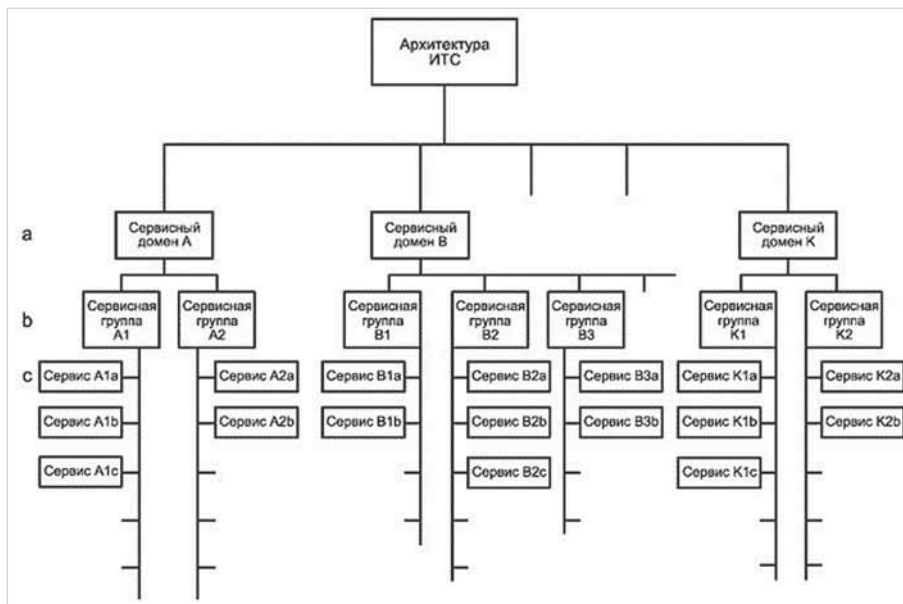 Архитектура
ИТС
a
Сервисный
домен А
Сервисный
домен В
Сервисный
домен К
b
Сервисная
группа
А1
Сервисная
группа
А2
Сервисная
группа
В1
Сервисная
группа
В2
Сервисная
группа
В3
Сервисная
группа
К1
Сервисная
группа
К2
c
Сервис А1а
Сервис А2а
Сервис В1а
Сервис В2а
Сервис В3а
Сервис К1а
Сервис К2а
Сервис А1b
Сервис А2b
Сервис В1b
Сервис В2b
Сервис В3b
Сервис К1b
Сервис К2b
Сервис А1с
Сервис В2с
Сервис К1с